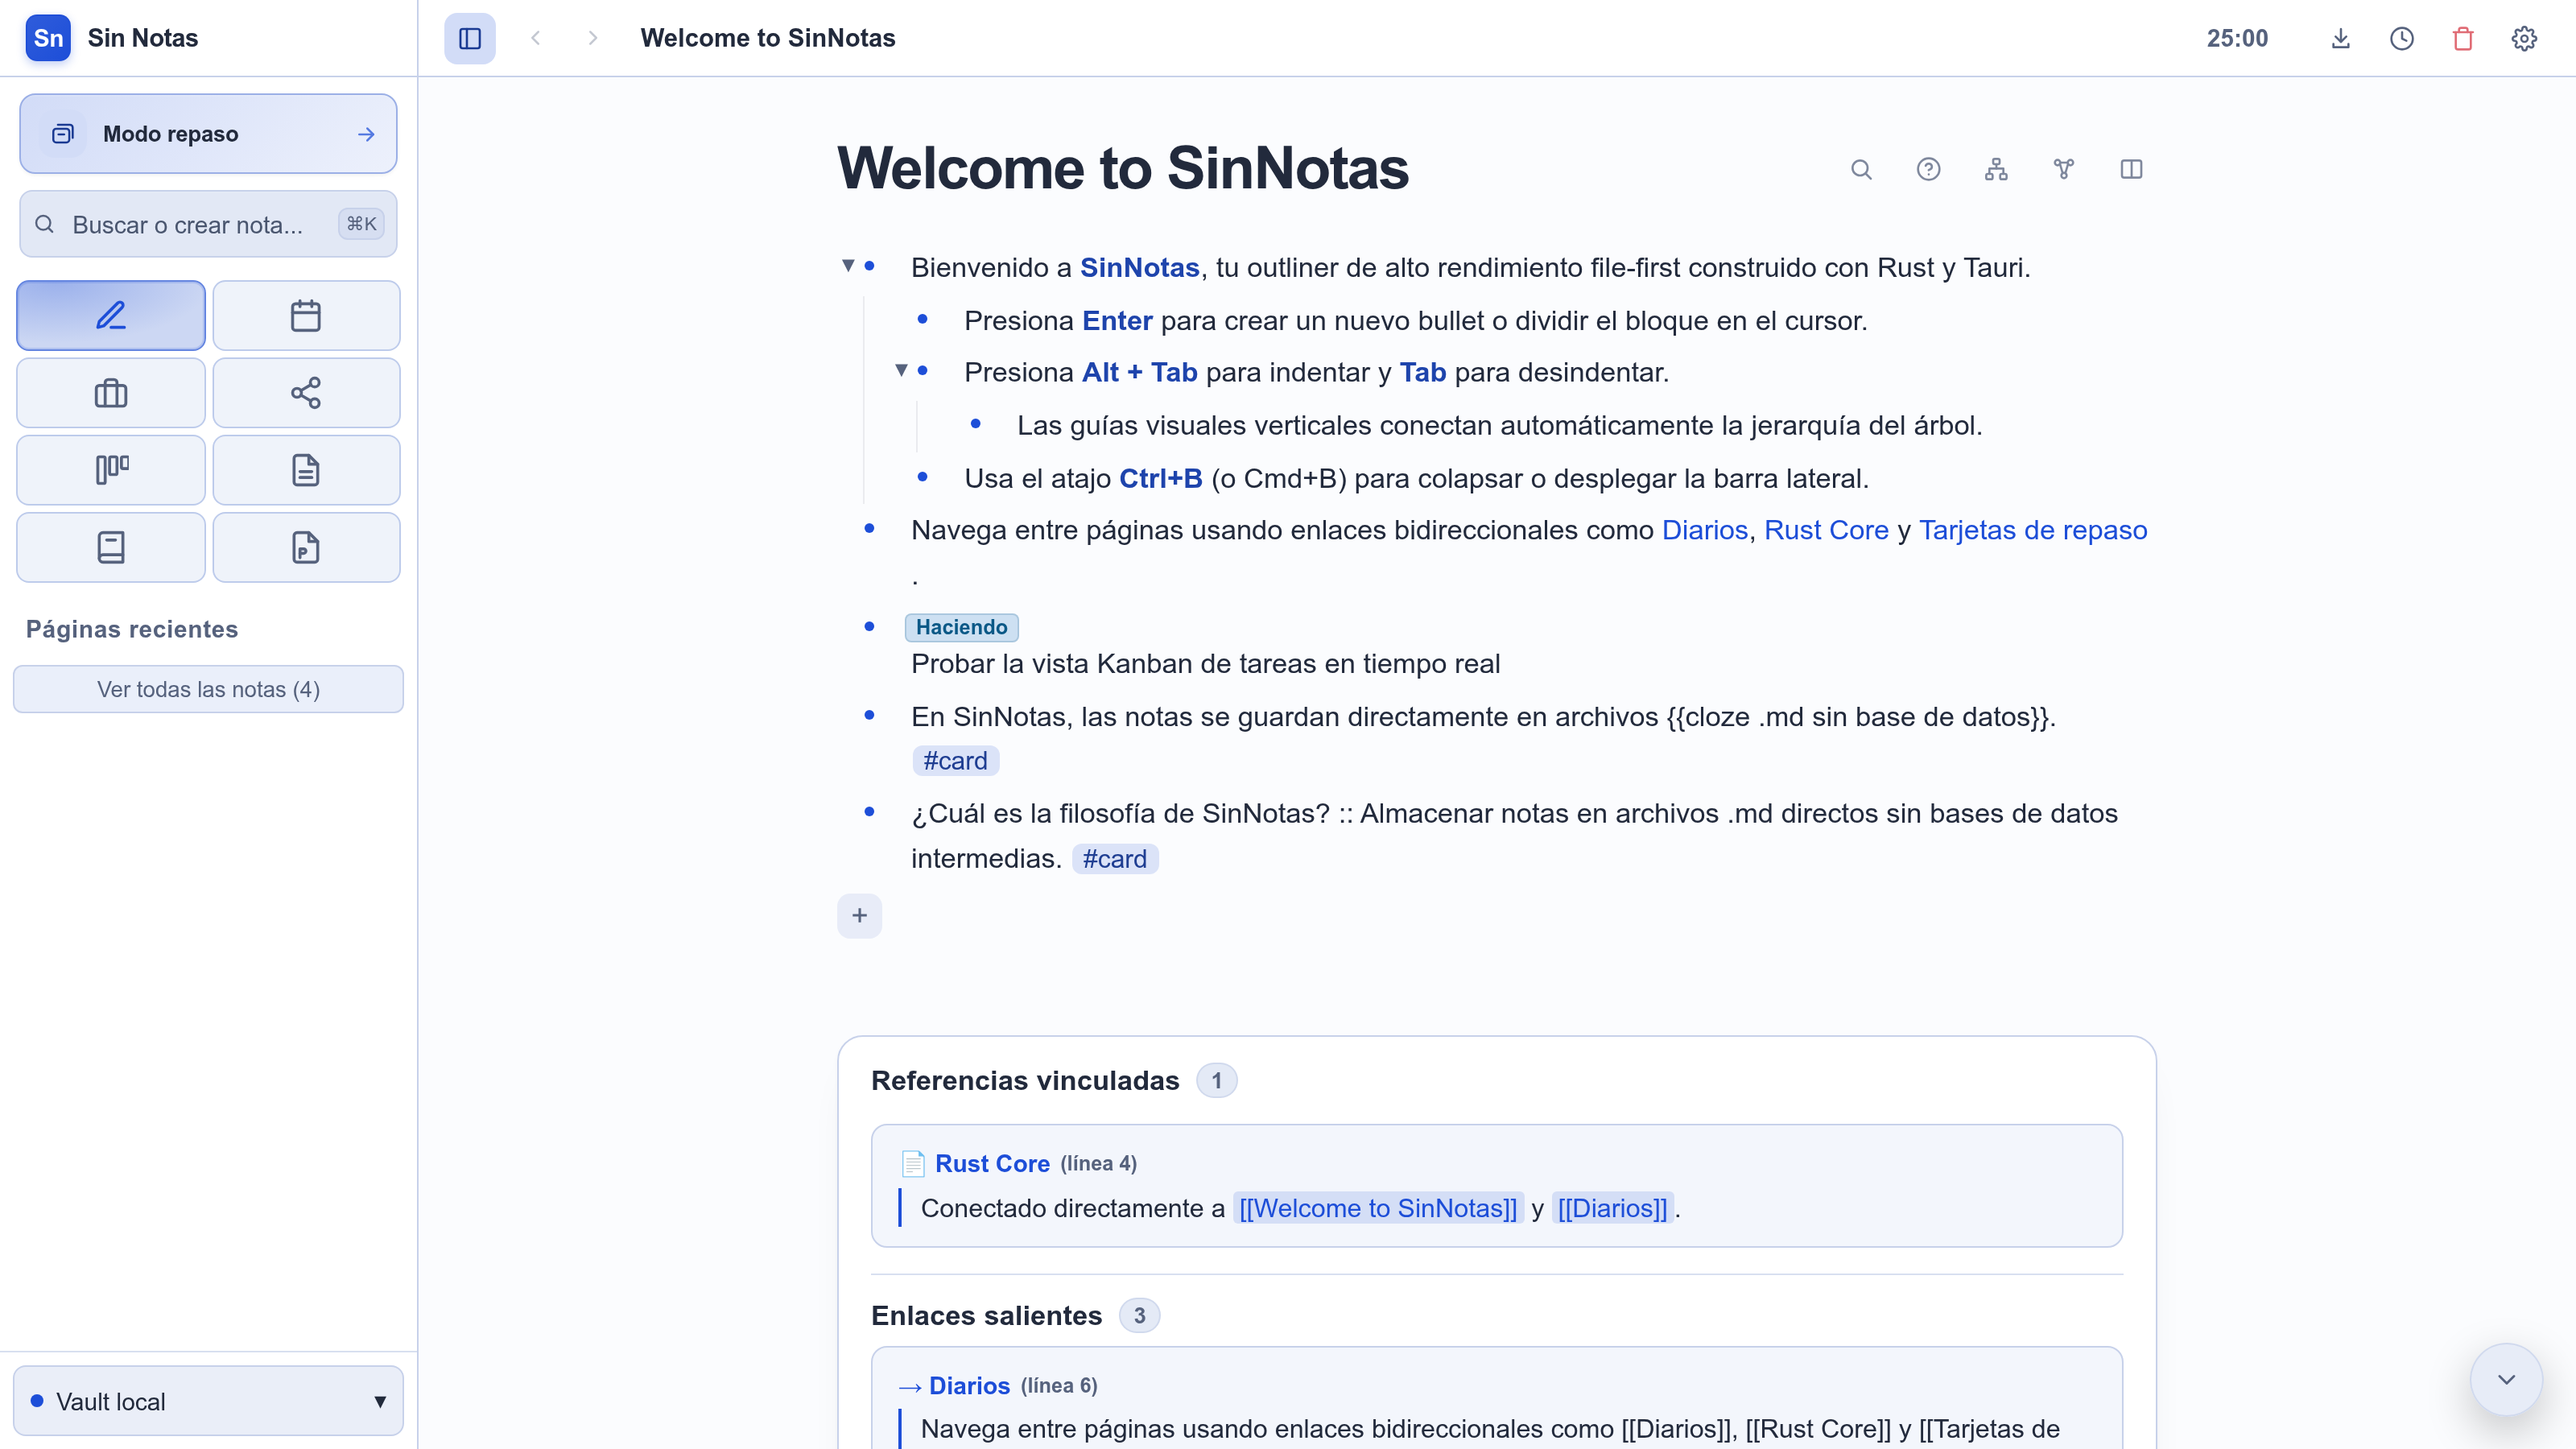 Sn Sin Notas
Welcome to SinNotas
25:00
Modo repaso
Buscar o crear nota...
⌘K
Páginas recientes
Ver todas las notas (4)
Vault local
Welcome to SinNotas
Bienvenido a SinNotas, tu outliner de alto rendimiento file-first construido con Rust y Tauri.
Presiona Enter para crear un nuevo bullet o dividir el bloque en el cursor.
Presiona Alt + Tab para indentar y Tab para desindentar.
Las guías visuales verticales conectan automáticamente la jerarquía del árbol.
Usa el atajo Ctrl+B (o Cmd+B) para colapsar o desplegar la barra lateral.
Navega entre páginas usando enlaces bidireccionales como Diarios, Rust Core y Tarjetas de repaso
.
Haciendo
Probar la vista Kanban de tareas en tiempo real
En SinNotas, las notas se guardan directamente en archivos {{cloze .md sin base de datos}}.
#card
¿Cuál es la filosofía de SinNotas? :: Almacenar notas en archivos .md directos sin bases de datos
intermedias. #card
+
Referencias vinculadas 1
📄 Rust Core (línea 4)
Conectado directamente a [[Welcome to SinNotas]] y [[Diarios]].
Enlaces salientes 3
→ Diarios (línea 6)
Navega entre páginas usando enlaces bidireccionales como [[Diarios]], [[Rust Core]] y [[Tarjetas de